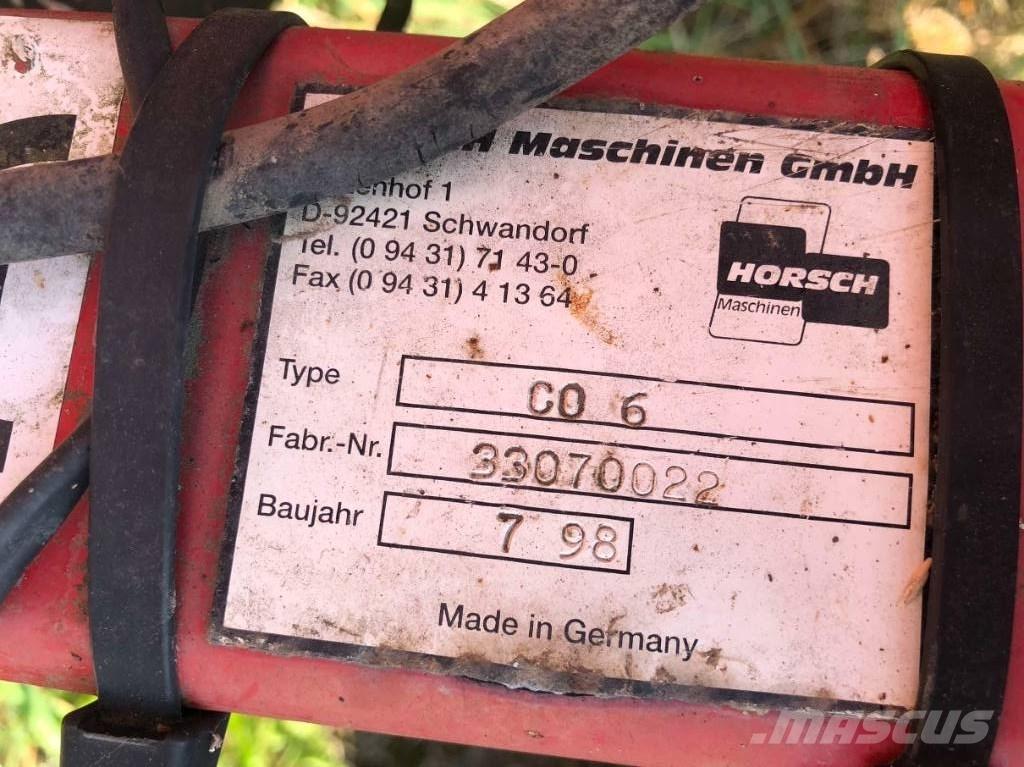 Maschinen GmbH
D-92421 Schwandorf
Tel. (0 94 31) 71 43-0
Fax (0 94 31) 4 13 64
HORSCH
Maschinen
Type CO 6
Fabr.-Nr. 33070022
Baujahr 7 98
Made in Germany
MASCUS